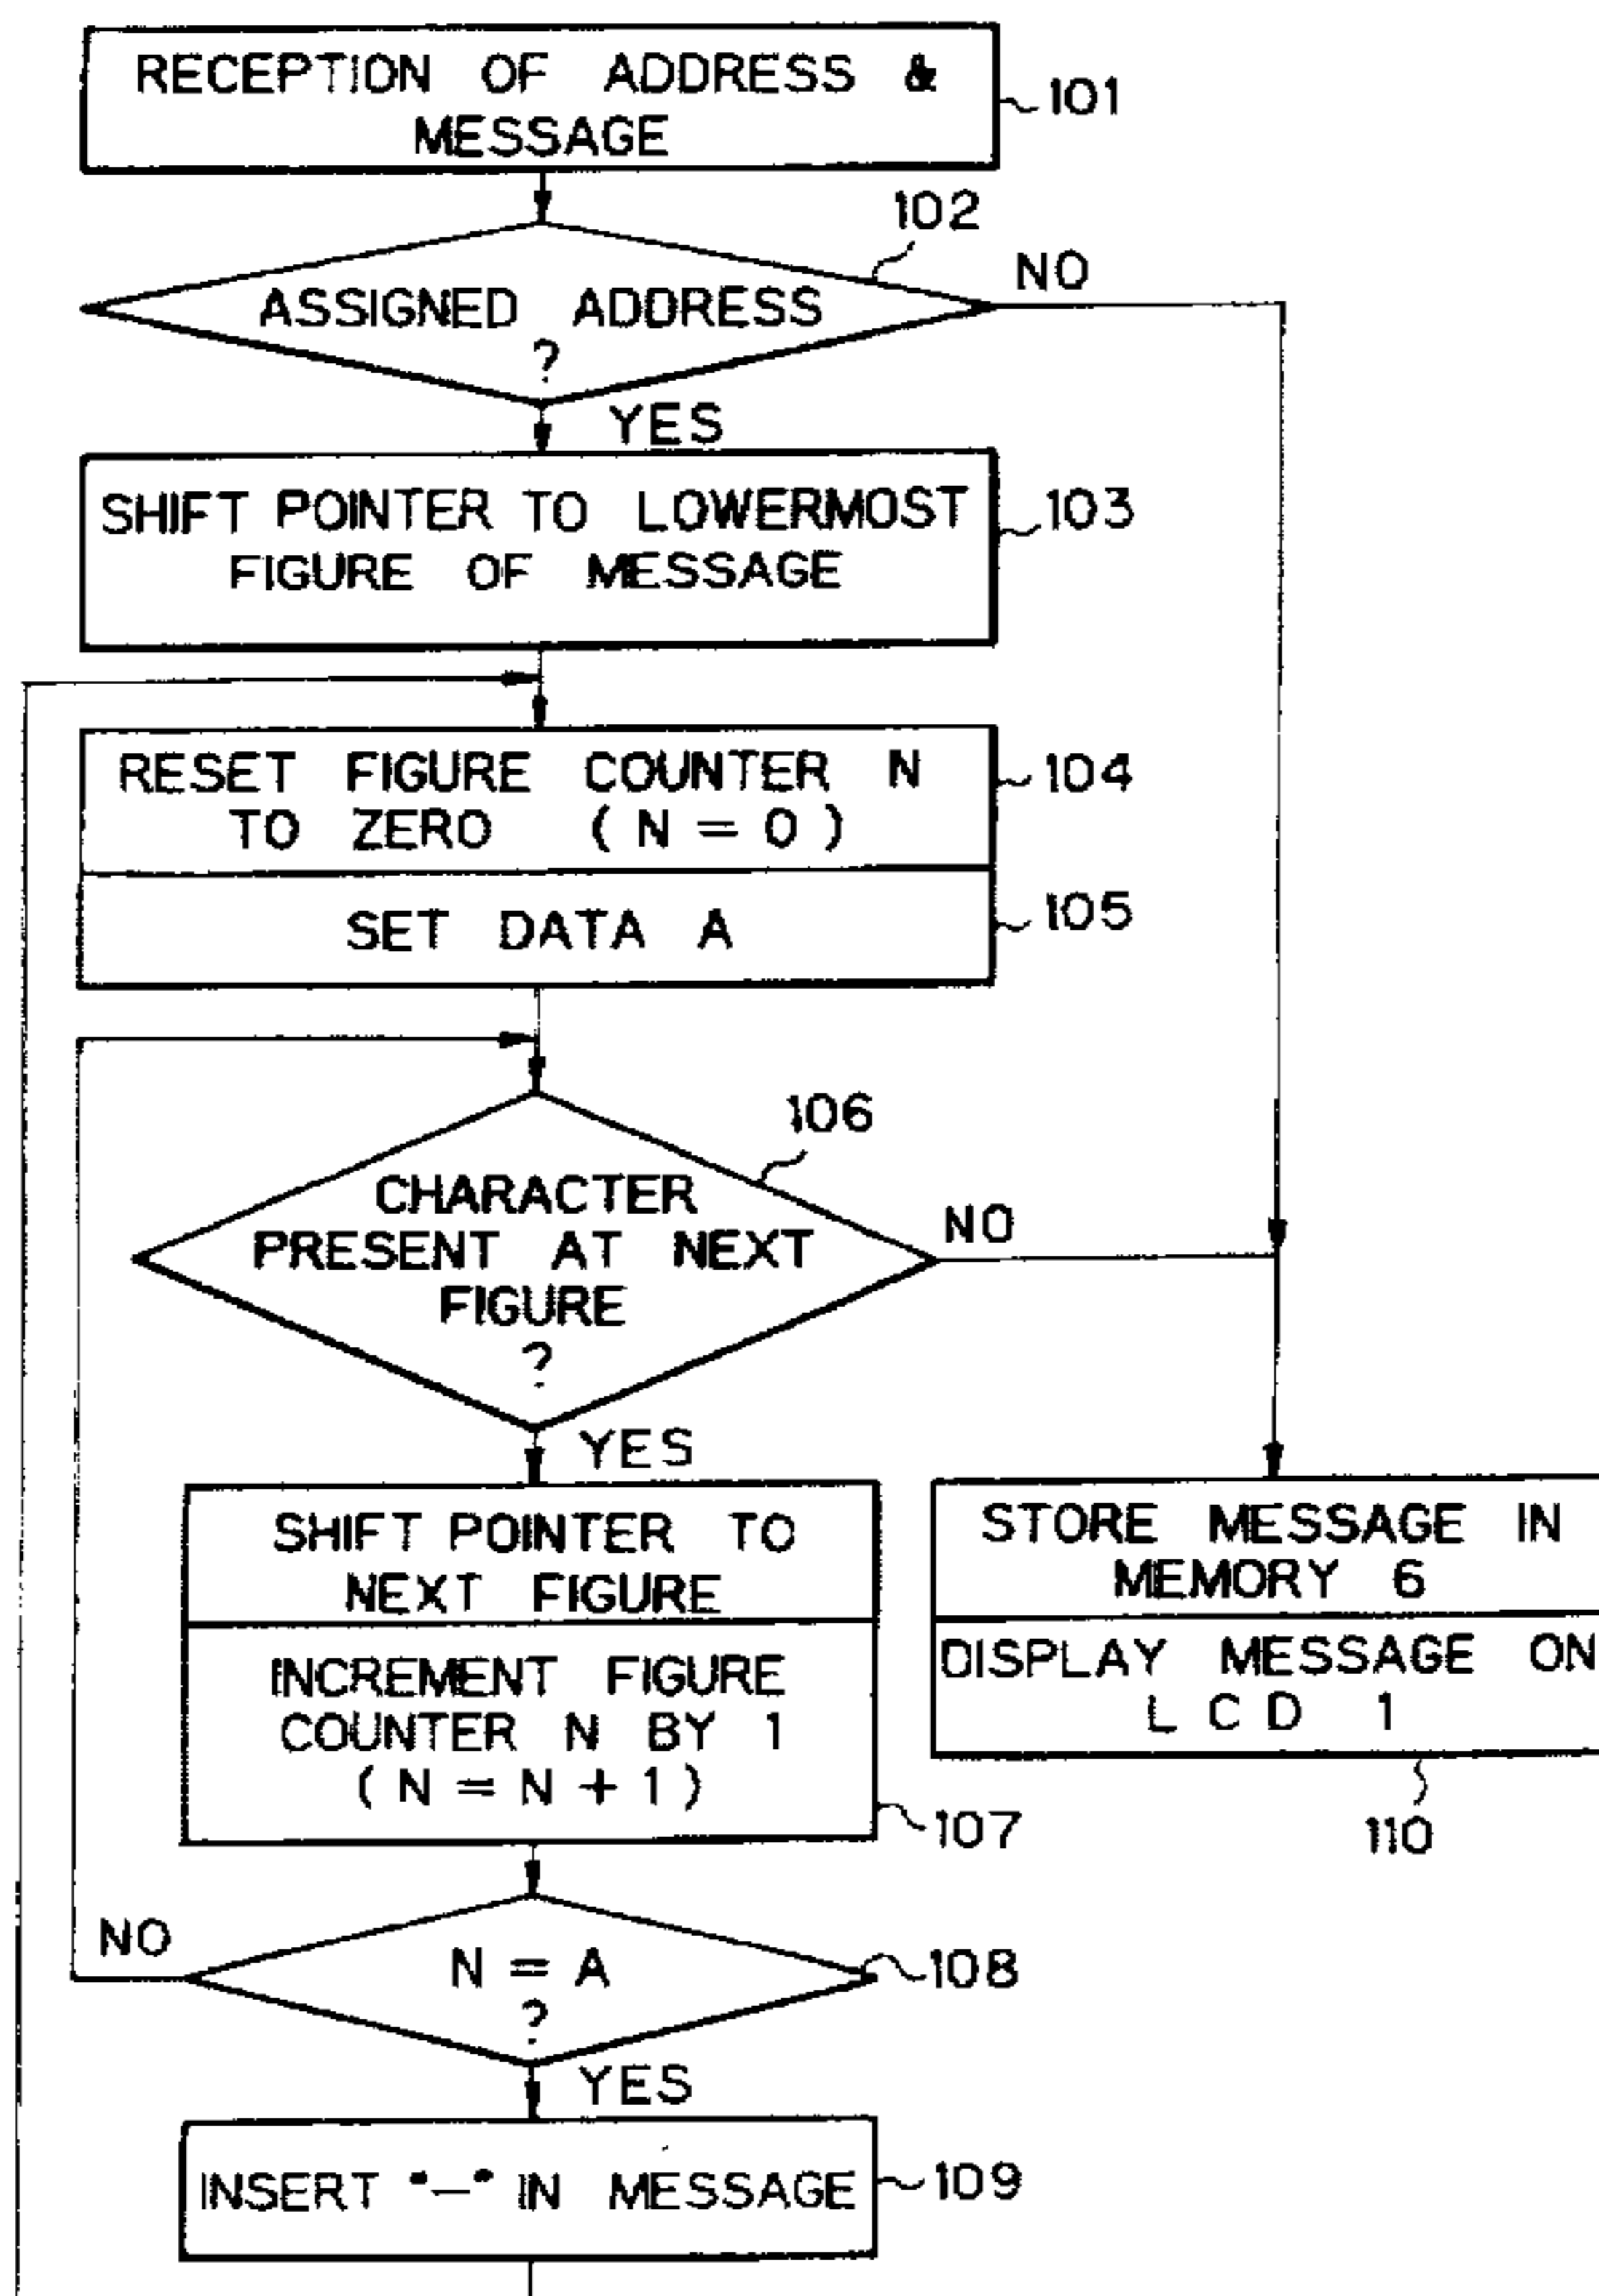 RECEPTION OF ADDRESS &
MESSAGE
101
102
NO
ASSIGNED ADDRESS
?
YES
SHIFT POINTER TO LOWERMOST
FIGURE OF MESSAGE
103
RESET FIGURE COUNTER N
TO ZERO (N = 0)
104
SET DATA A
105
106
CHARACTER
PRESENT AT NEXT
FIGURE
?
NO
YES
SHIFT POINTER TO
NEXT FIGURE
INCREMENT FIGURE
COUNTER N BY 1
(N = N + 1)
107
STORE MESSAGE IN
MEMORY 6
DISPLAY MESSAGE ON
LCD 1
110
NO
N = A
?
108
YES
INSERT "–" IN MESSAGE
109